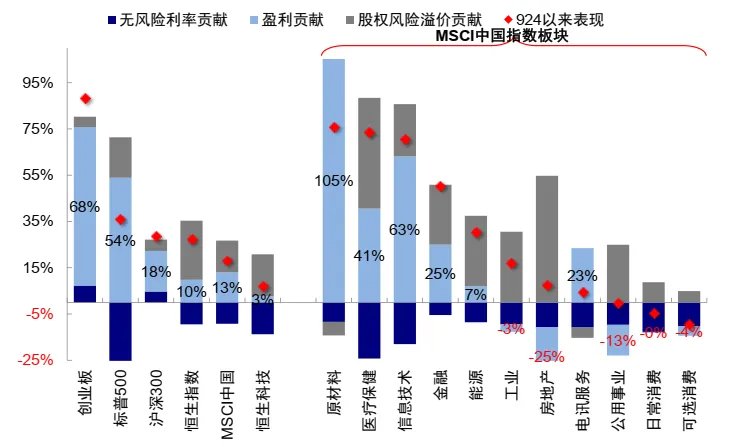 无风险利率贡献 盈利贡献 股权风险溢价贡献 924以来表现
MSCI中国指数板块
95%
75%
55%
35%
15%
-5%
-25%
68%
54%
18%
10%
13%
3%
105%
41%
63%
25%
7%
-3%
-25%
23%
-13%
-0%
-4%
创业板
标普500
沪深300
恒生指数
MSCI中国
恒生科技
原材料
医疗保健
信息技术
金融
能源
工业
房地产
电讯服务
公用事业
日常消费
可选消费